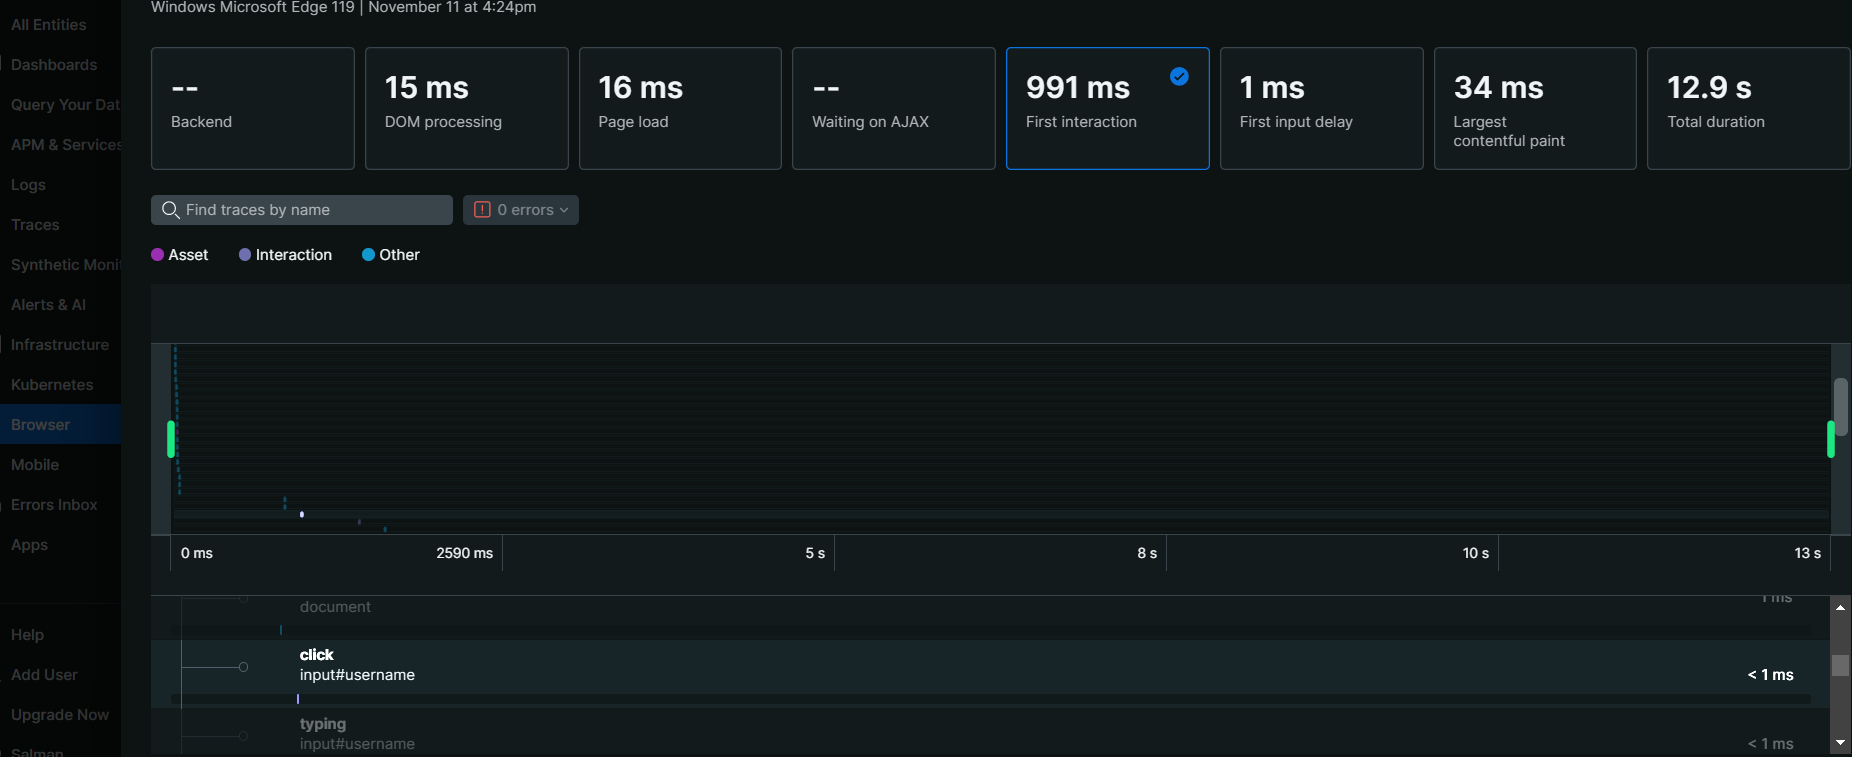 Windows Microsoft Edge 119 | November 11 at 4:24pm
All Entities
Dashboards
Query Your Dat
APM & Services
Logs
Traces
Synthetic Monit
Alerts & AI
Infrastructure
Kubernetes
Browser
Mobile
Errors Inbox
Apps
Help
Add User
Upgrade Now
Salman
--
Backend
15 ms
DOM processing
16 ms
Page load
--
Waiting on AJAX
991 ms
First interaction
1 ms
First input delay
34 ms
Largest
contentful paint
12.9 s
Total duration
Find traces by name
0 errors
Asset Interaction Other
0 ms 2590 ms 5 s 8 s 10 s 13 s
1 ms
document
click
input#username
< 1 ms
typing
input#username
< 1 ms